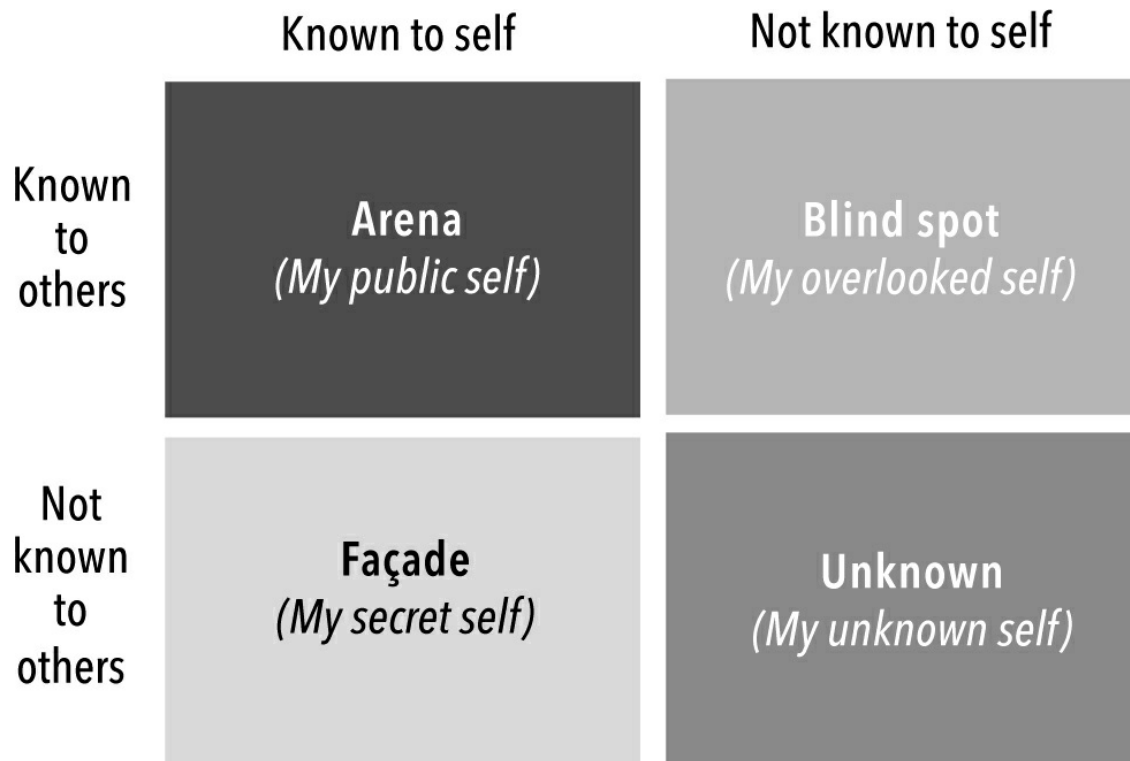 Known to self
Not known to self
Known
to
others
Arena
(My public self)
Blind spot
(My overlooked self)
Not
known
to
others
Façade
(My secret self)
Unknown
(My unknown self)